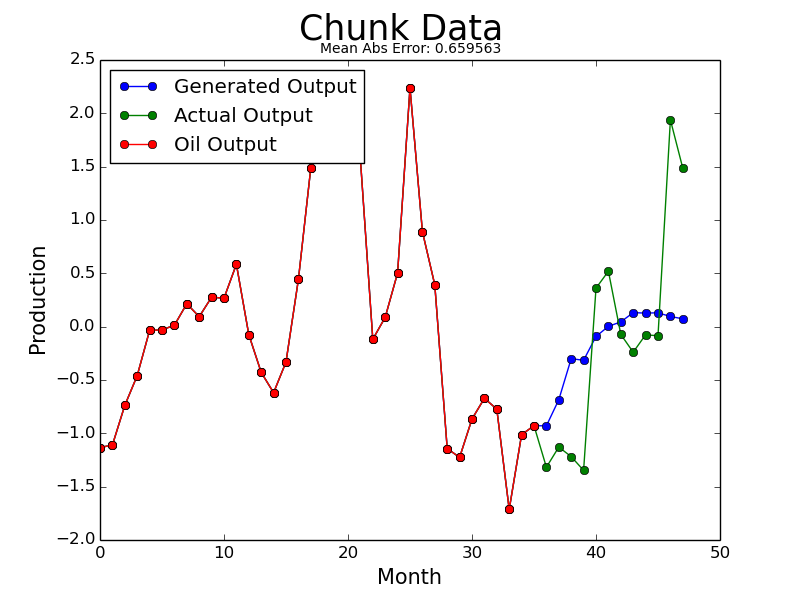 Chunk Data
Mean Abs Error: 0.659563
Generated Output
Actual Output
Oil Output
2.5
2.0
1.5
1.0
0.5
0.0
−0.5
−1.0
−1.5
−2.0
Production
0 10 20 30 40 50
Month